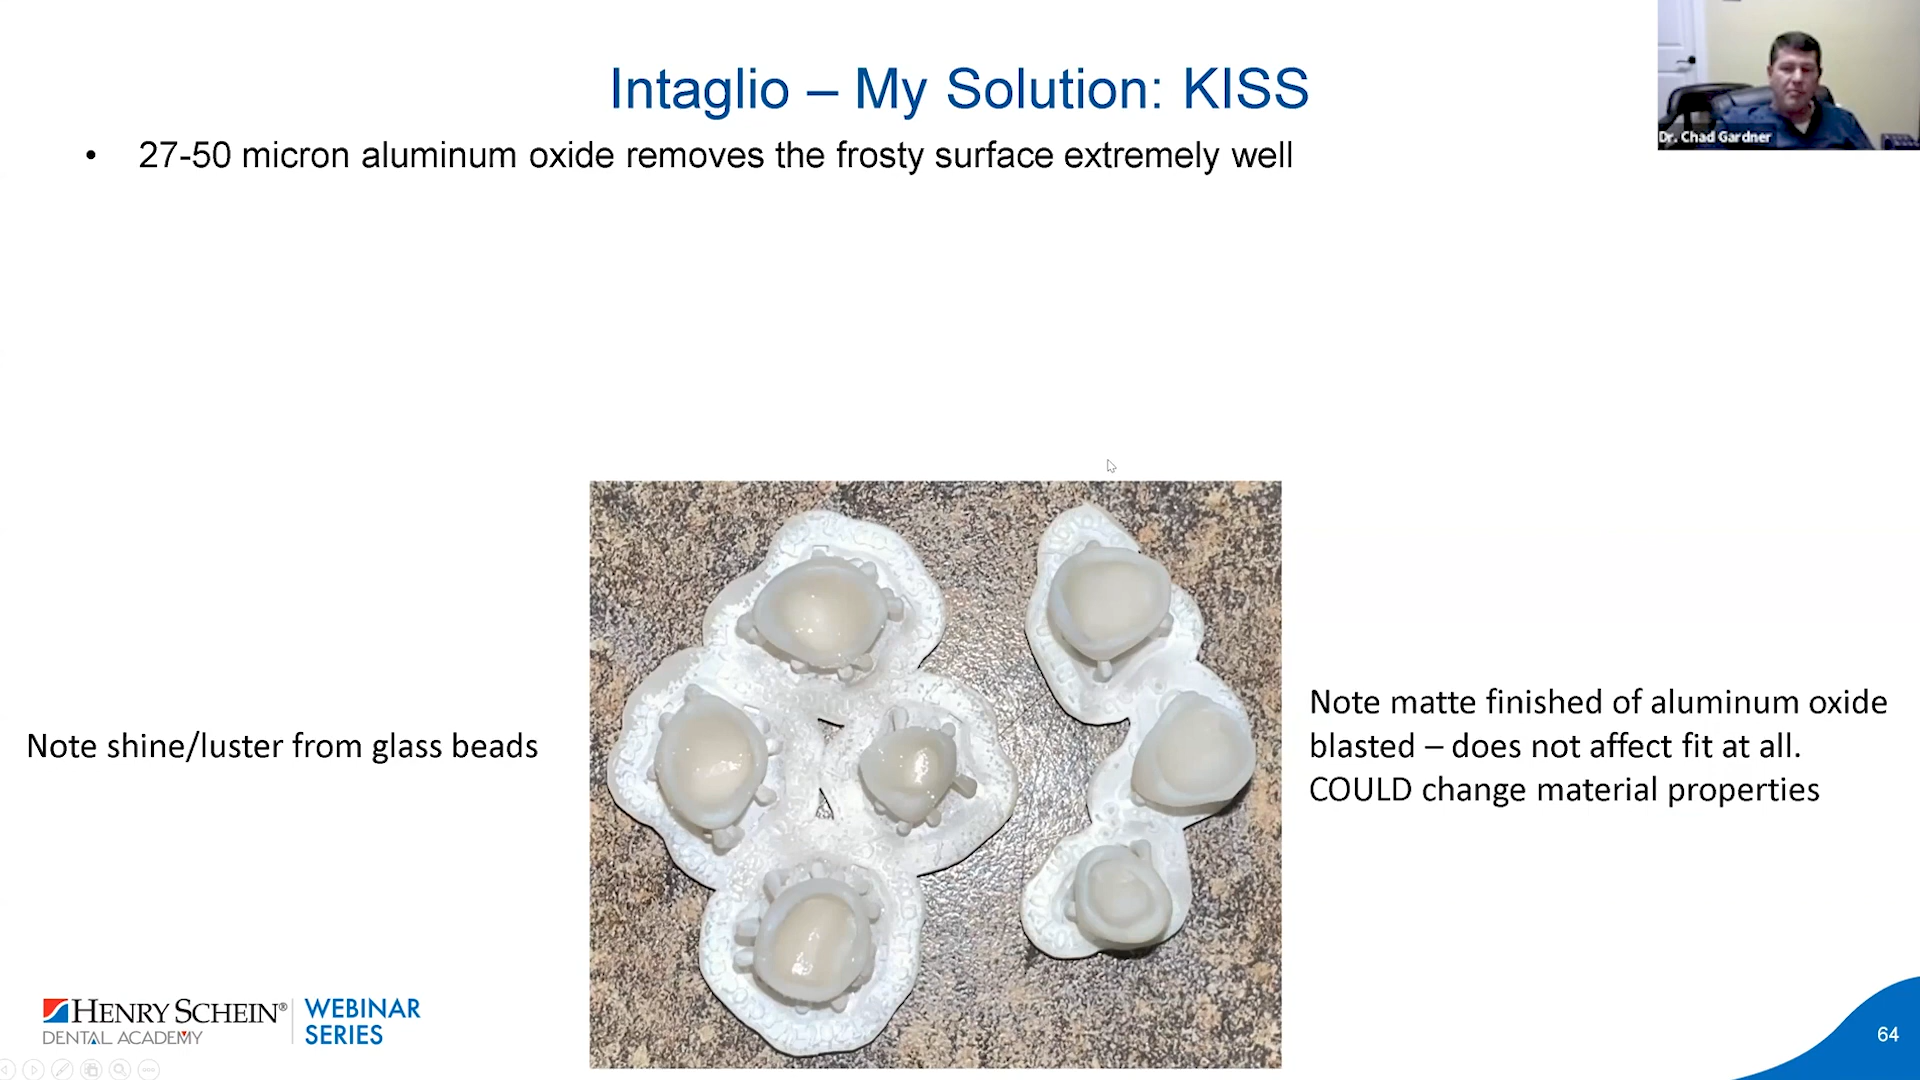 Intaglio – My Solution: KISS
Dr. Chad Gardner
• 27-50 micron aluminum oxide removes the frosty surface extremely well
Note shine/luster from glass beads
Note matte finished of aluminum oxide
blasted – does not affect fit at all.
COULD change material properties
HENRY SCHEIN®
DENTAL ACADEMY
WEBINAR
SERIES
64